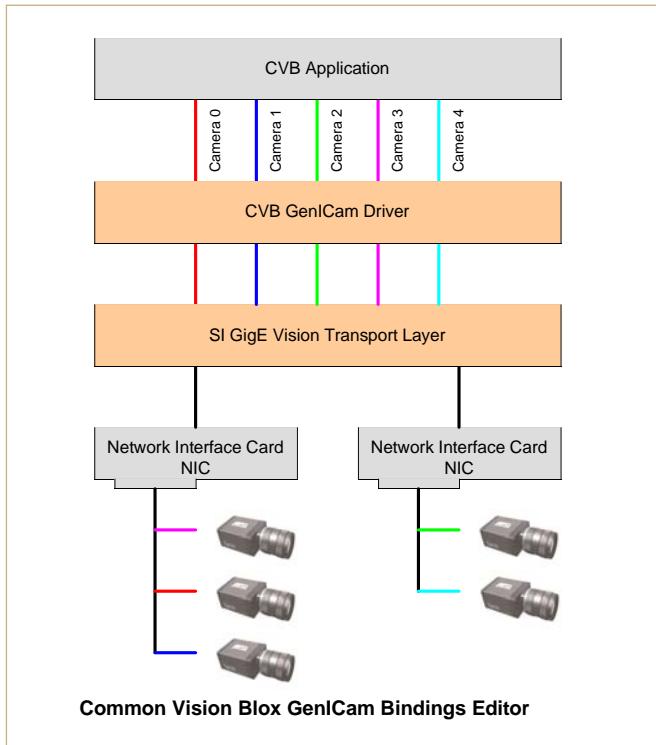 CVB Application
Camera 0
Camera 1
Camera 2
Camera 3
Camera 4
CVB GenICam Driver
SI GigE Vision Transport Layer
Network Interface Card
NIC
Network Interface Card
NIC
Common Vision Blox GenICam Bindings Editor